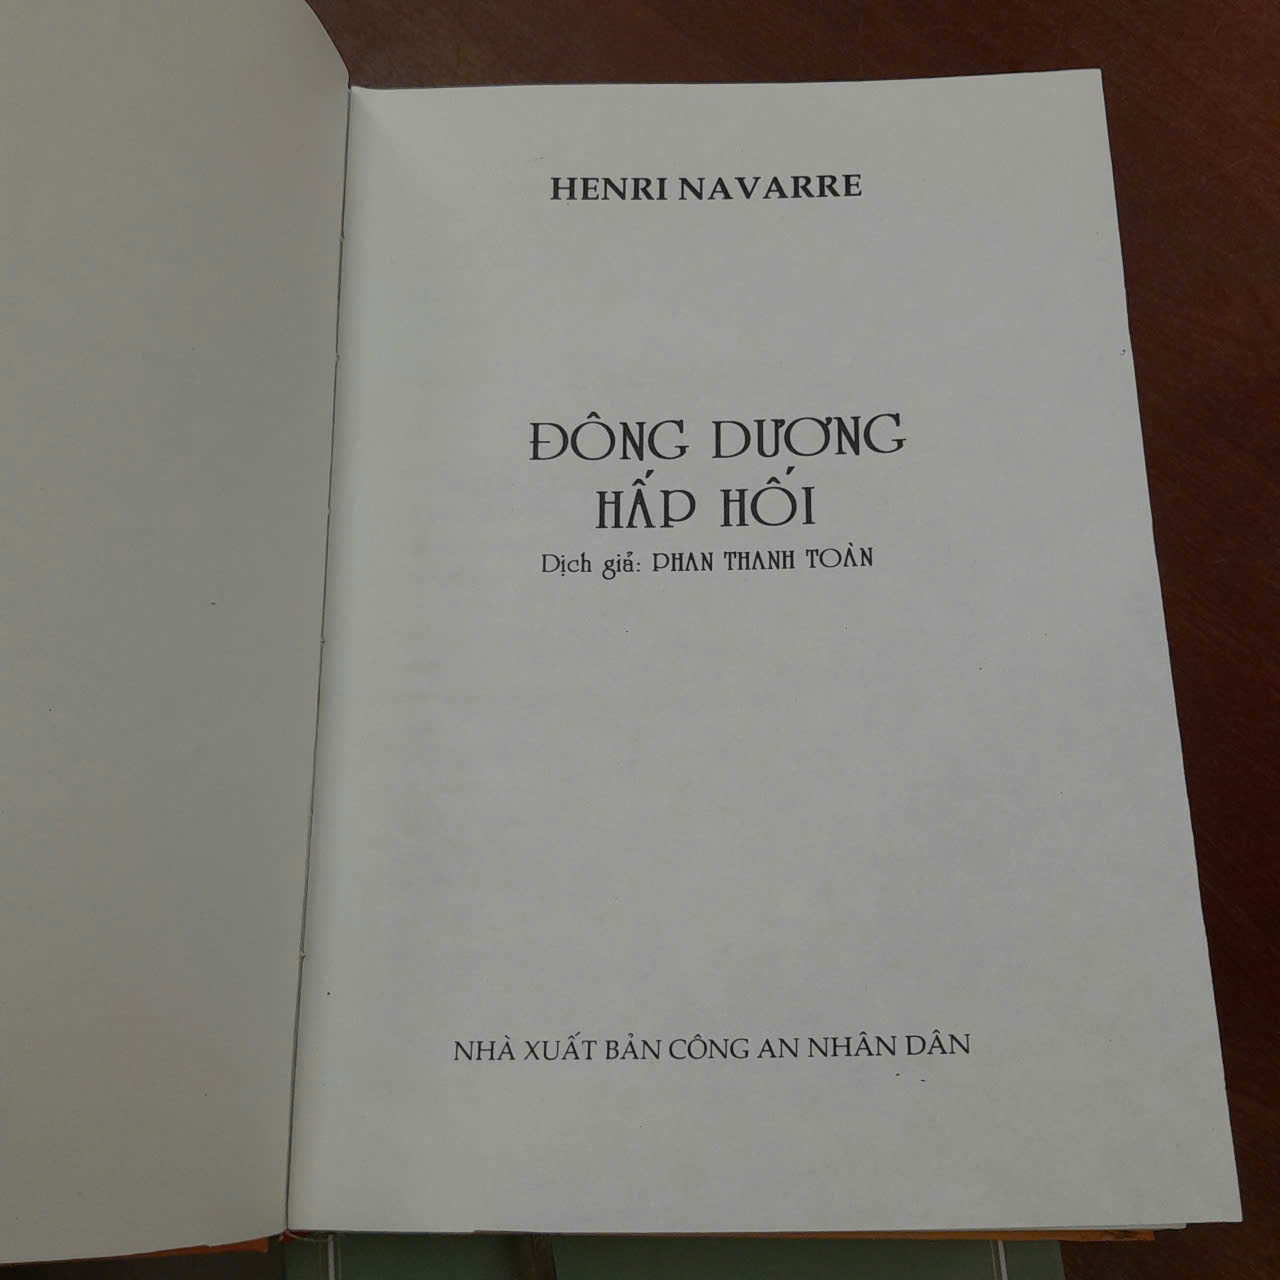 HENRI NAVARRE
ĐÔNG DƯƠNG
HẤP HỐI
Dịch giả: PHAN THANH TOÀN
NHÀ XUẤT BẢN CÔNG AN NHÂN DÂN